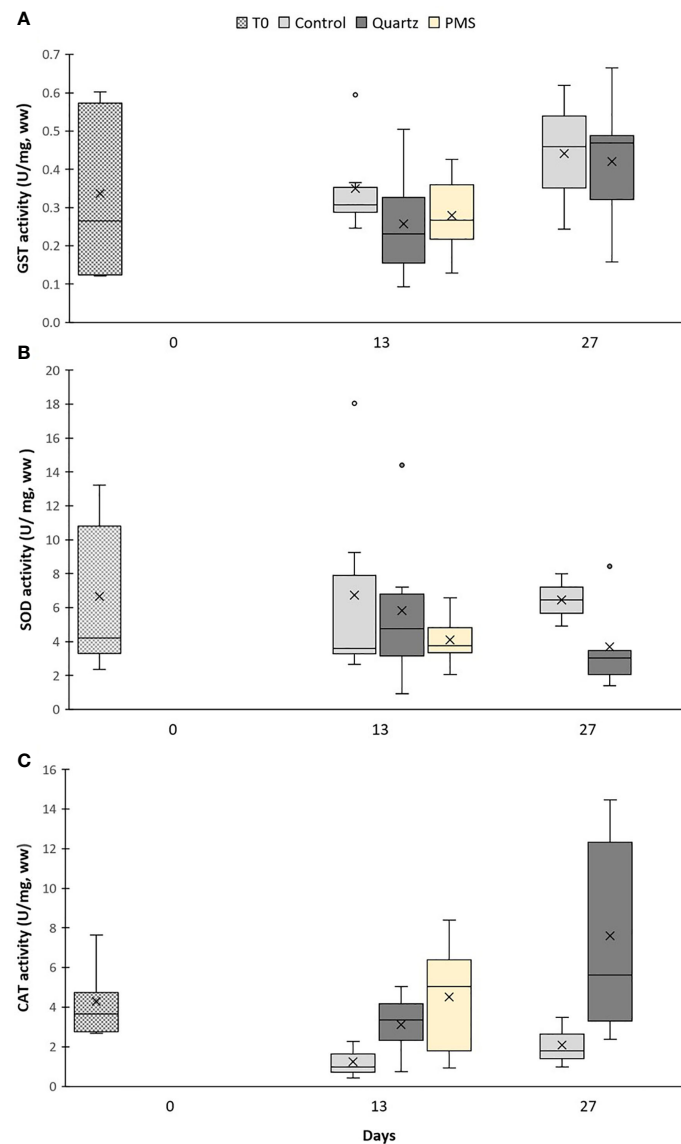 A
T0 Control Quartz PMS
GST activity (U/mg, ww)
0.7
0.6
0.5
0.4
0.3
0.2
0.1
0.0
0 13 27
B
SOD activity (U/ mg, ww )
20
18
16
14
12
10
8
6
4
2
0
0 13 27
C
CAT activity (U/mg, ww)
16
14
12
10
8
6
4
2
0
0 13 27
Days